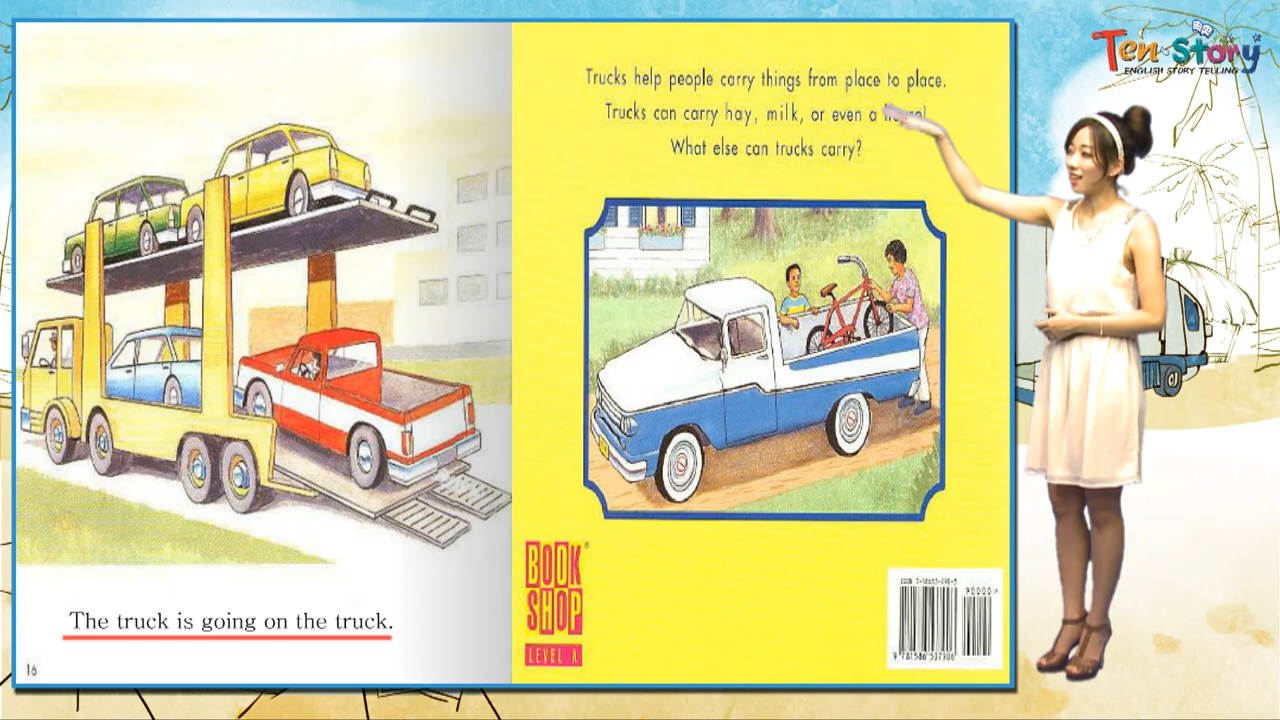 Ten Story
ENGLISH STORY TELLING
Trucks help people carry things from place to place.
Trucks can carry hay, milk, or even a
What else can trucks carry?
The truck is going on the truck.
16
BOOK
SHOP
®
LEVEL A
90000>